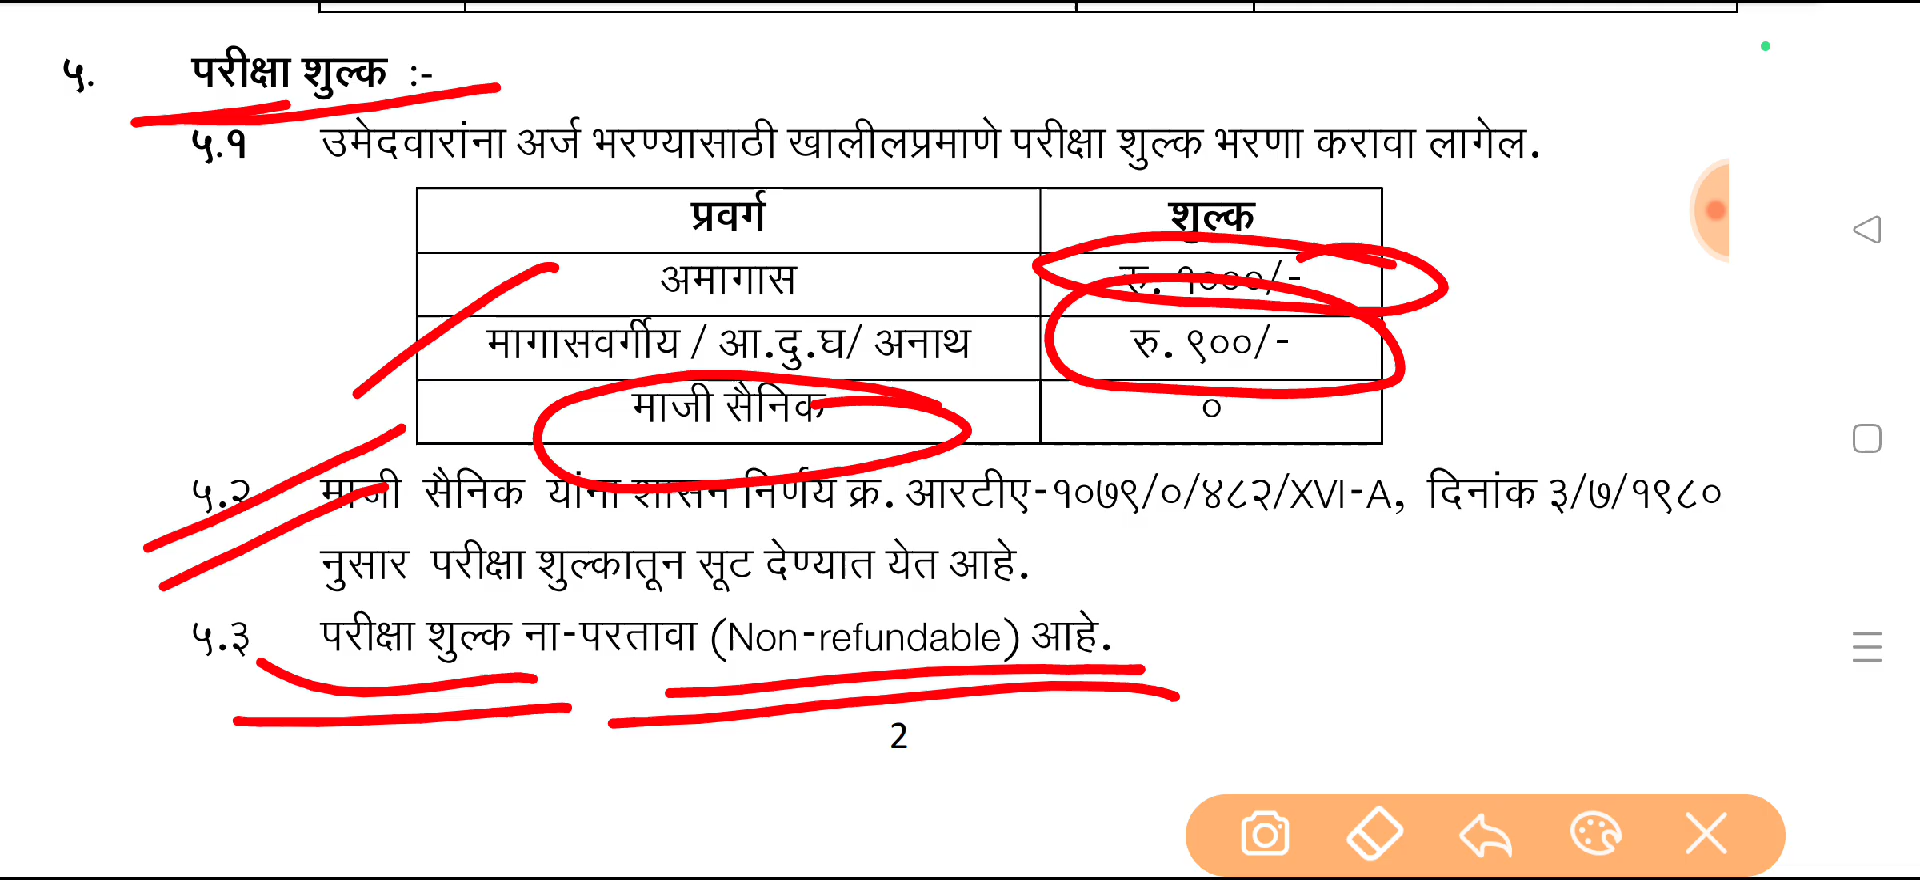 ५. परीक्षा शुल्क :-
५.१ उमेदवारांना अर्ज भरण्यासाठी खालीलप्रमाणे परीक्षा शुल्क भरणा करावा लागेल.
प्रवर्ग शुल्क
अमागास रु. १०००/-
मागासवर्गीय / आ.दु.घ/ अनाथ रु. ९००/-
माजी सैनिक ०
५.२ माजी सैनिक यांना शासन निर्णय क्र. आरटीए-१०७९/०/४८२/XVI-A, दिनांक ३/७/१९८०
नुसार परीक्षा शुल्कातून सूट देण्यात येत आहे.
५.३ परीक्षा शुल्क ना-परतावा (Non-refundable) आहे.
2